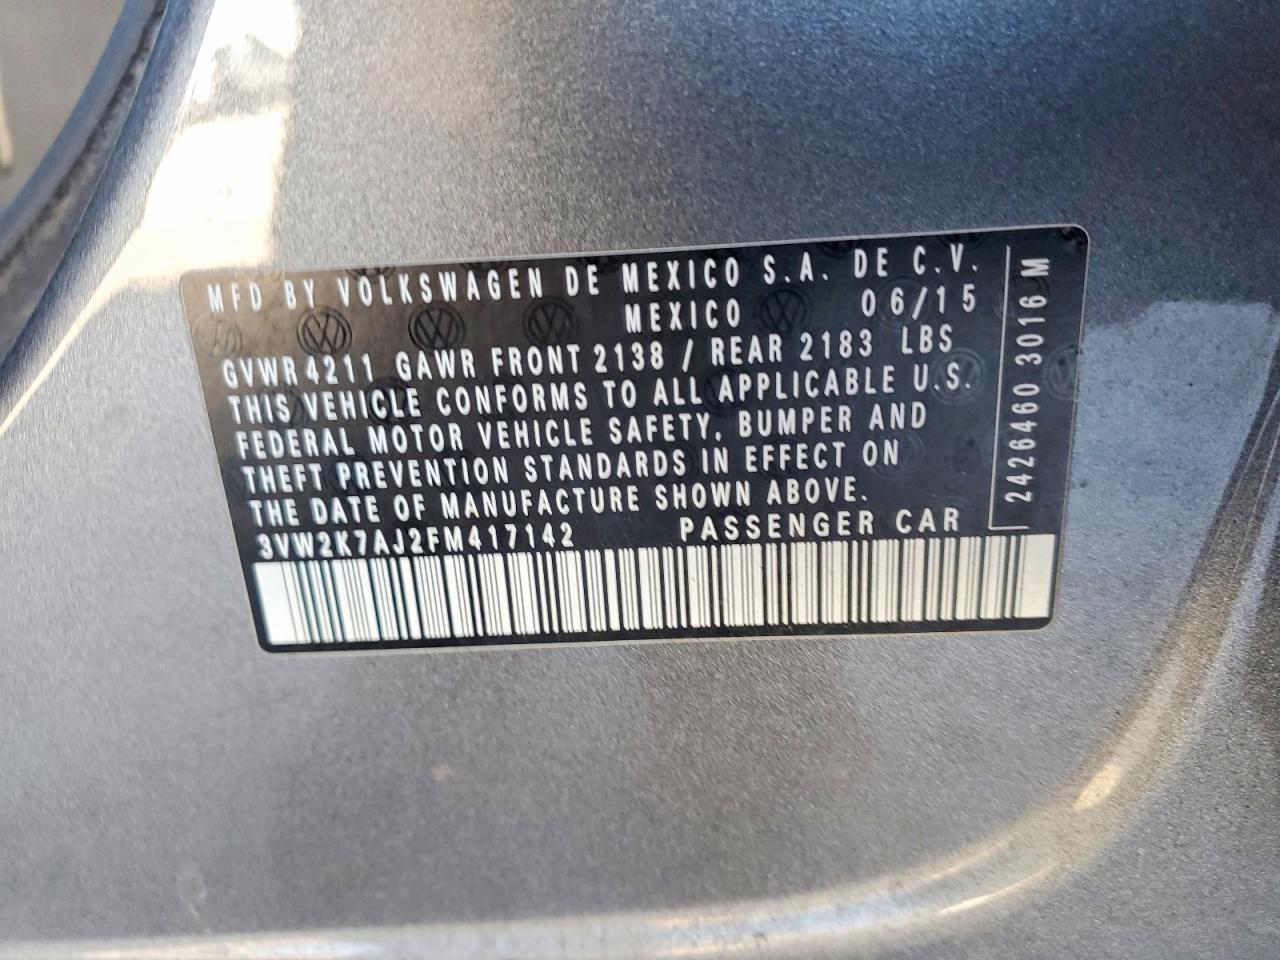 MFD BY VOLKSWAGEN DE MEXICO S.A. DE C.V.
MEXICO 06/15
GVWR 4211 GAWR FRONT 2138 / REAR 2183 LBS
THIS VEHICLE CONFORMS TO ALL APPLICABLE U.S.
FEDERAL MOTOR VEHICLE SAFETY, BUMPER AND
THEFT PREVENTION STANDARDS IN EFFECT ON
THE DATE OF MANUFACTURE SHOWN ABOVE.
3VW2K7AJ2FM417142 PASSENGER CAR
2426460 3016 M